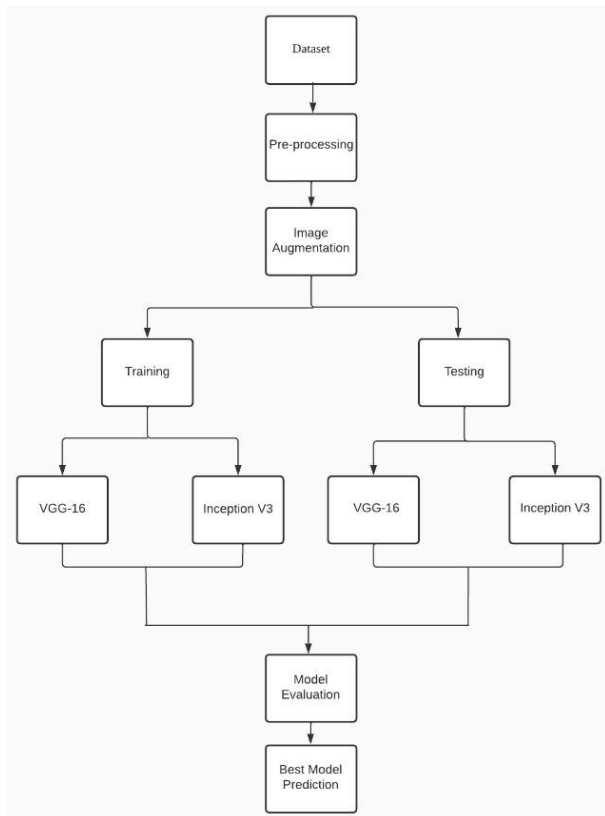 Dataset
Pre-processing
Image
Augmentation
Training
Testing
VGG-16
Inception V3
VGG-16
Inception V3
Model
Evaluation
Best Model
Prediction